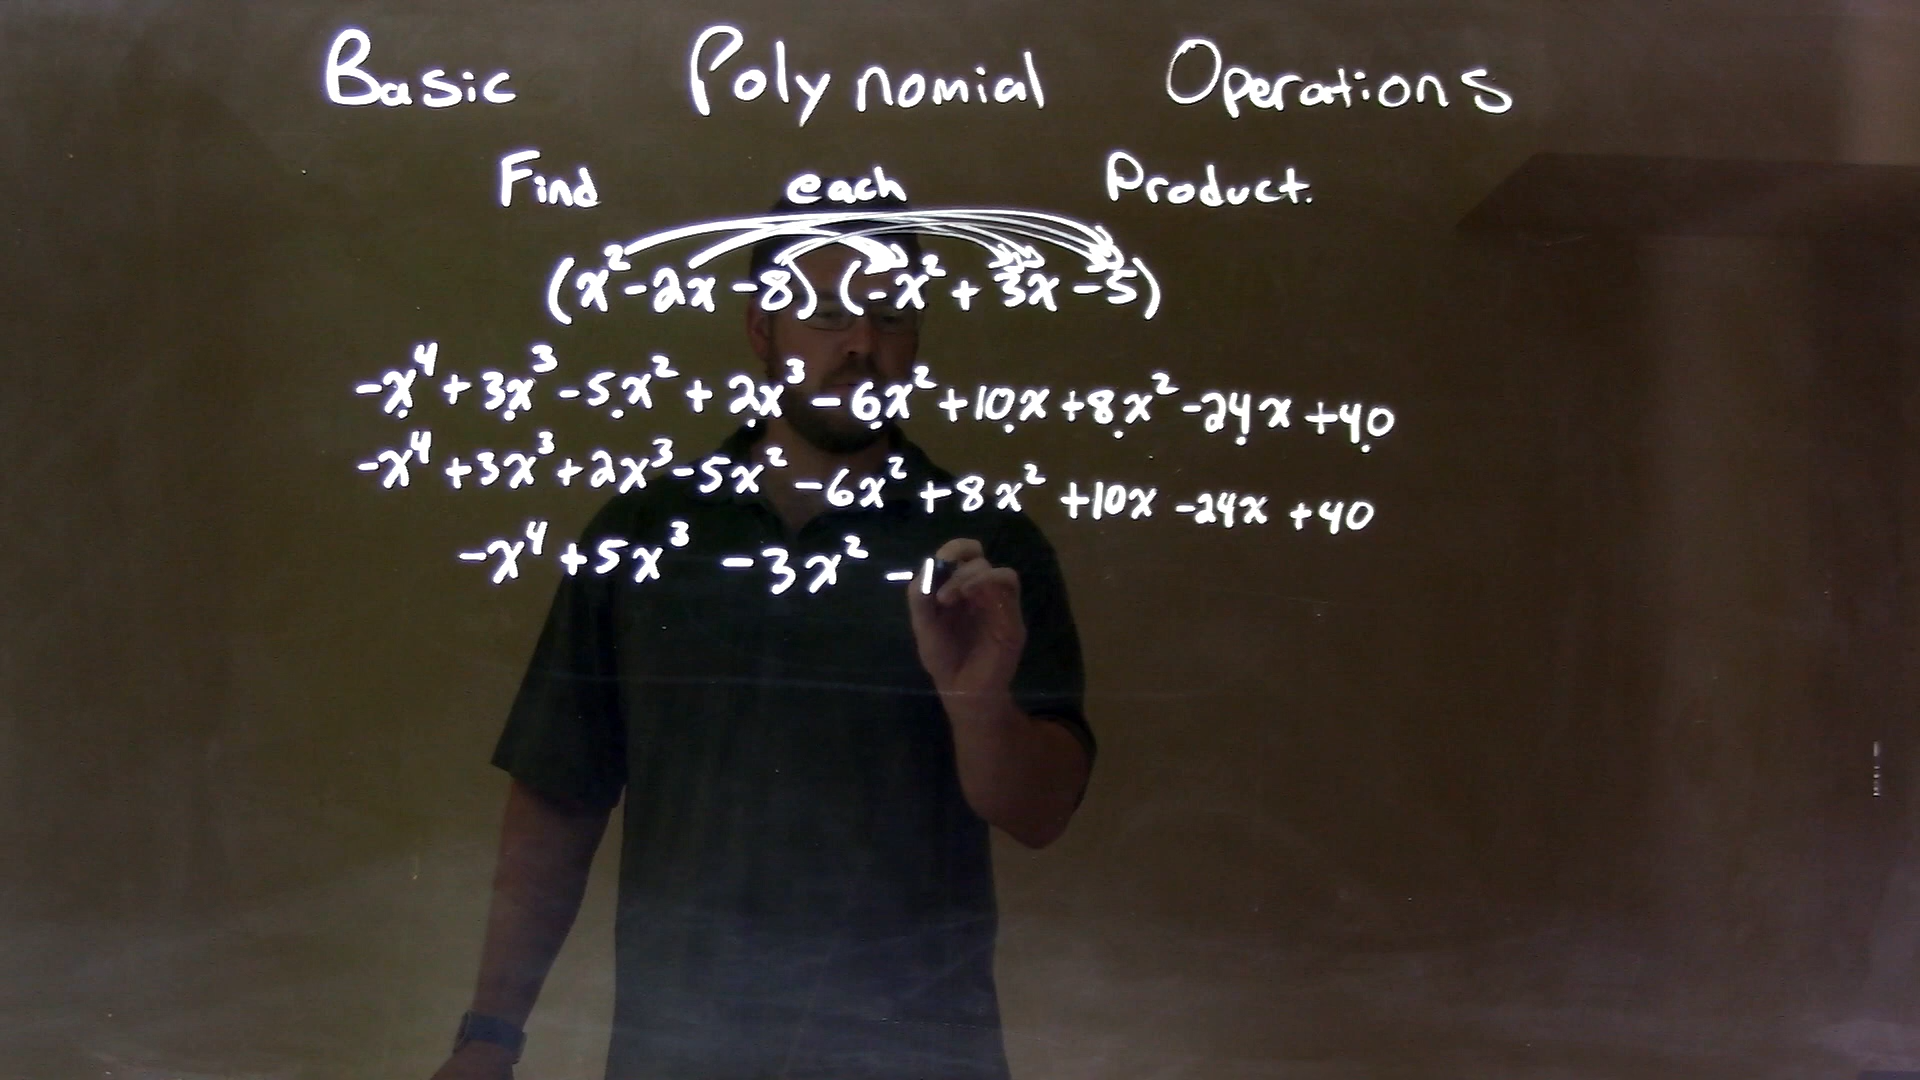 Basic Polynomial Operations
Find each Product.
(x² - 2x - 8) (-x² + 3x - 5)
-x⁴ + 3x³ - 5x² + 2x³ - 6x² + 10x + 8x² - 24x + 40
-x⁴ + 3x³ + 2x³ - 5x² - 6x² + 8x² + 10x - 24x + 40
-x⁴ + 5x³ - 3x² - 1